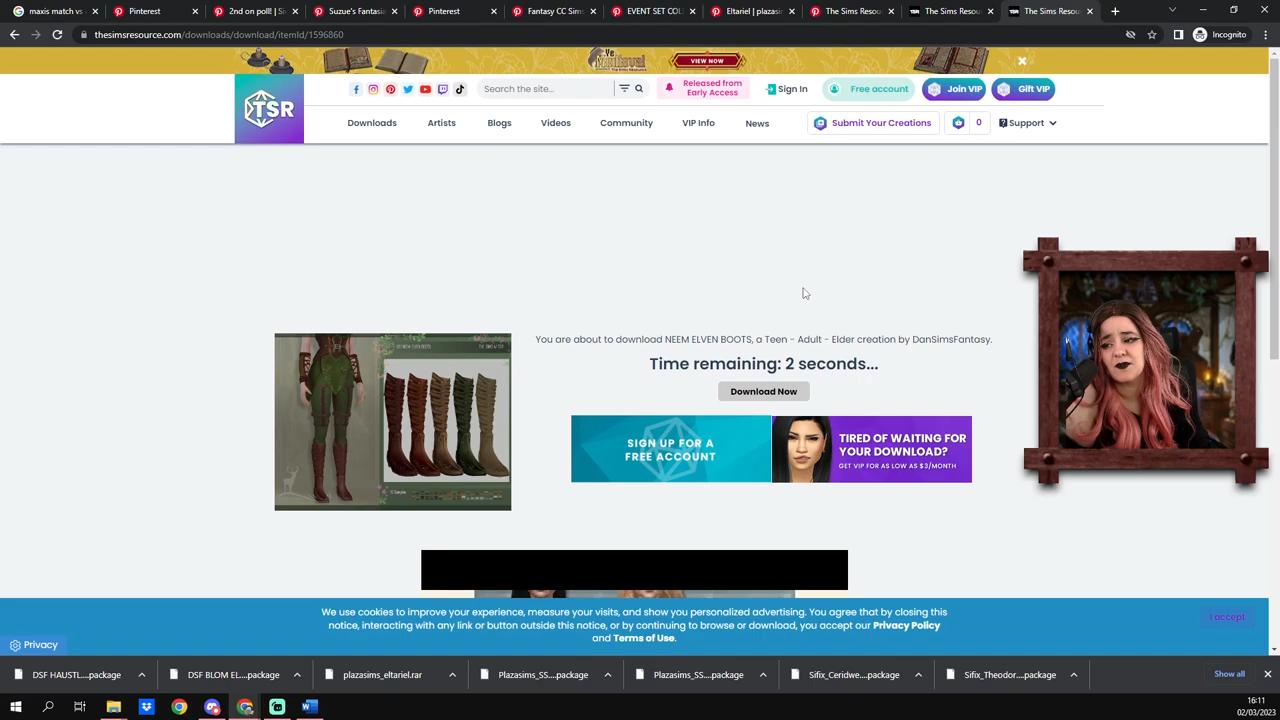 maxis match vs
Pinterest
2nd on poll! | S
Suzue's Fantasie
Pinterest
Fantasy CC Sim
EVENT SET COL
Eltariel | plazasi
The Sims Resou
The Sims Resou
The Sims Resou
thesimsresource.com/downloads/download/itemId/1596860
Incognito
Ye
Medieval
VIEW NOW
TSR
Search the site...
Released from
Early Access
Sign In
Free account
Join VIP
Gift VIP
Downloads
Artists
Blogs
Videos
Community
VIP Info
News
Submit Your Creations
0
Support
You are about to download NEEM ELVEN BOOTS, a Teen - Adult - Elder creation by DanSimsFantasy.
Time remaining: 2 seconds...
Download Now
SIGN UP FOR A
FREE ACCOUNT
TIRED OF WAITING FOR
YOUR DOWNLOAD?
GET VIP FOR AS LOW AS $3/MONTH
We use cookies to improve your experience, measure your visits, and show you personalized advertising. You agree that by closing this
notice, interacting with any link or button outside this notice, or by continuing to browse or download, you accept our Privacy Policy
and Terms of Use.
I accept
Privacy
DSF HAUSTL....package
DSF BLOM EL....package
plazasims_eltariel.rar
Plazasims_SS....package
Plazasims_SS....package
Sifix_Ceridwe....package
Sifix_Theodor....package
Show all
16:11
02/03/2023